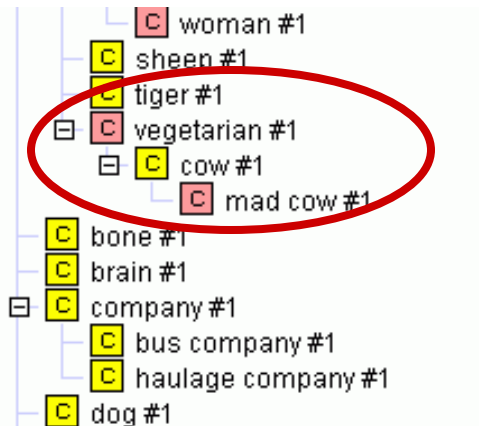 C woman #1
C sheep #1
C tiger #1
C vegetarian #1
C cow #1
C mad cow #1
C bone #1
C brain #1
C company #1
C bus company #1
C haulage company #1
C dog #1